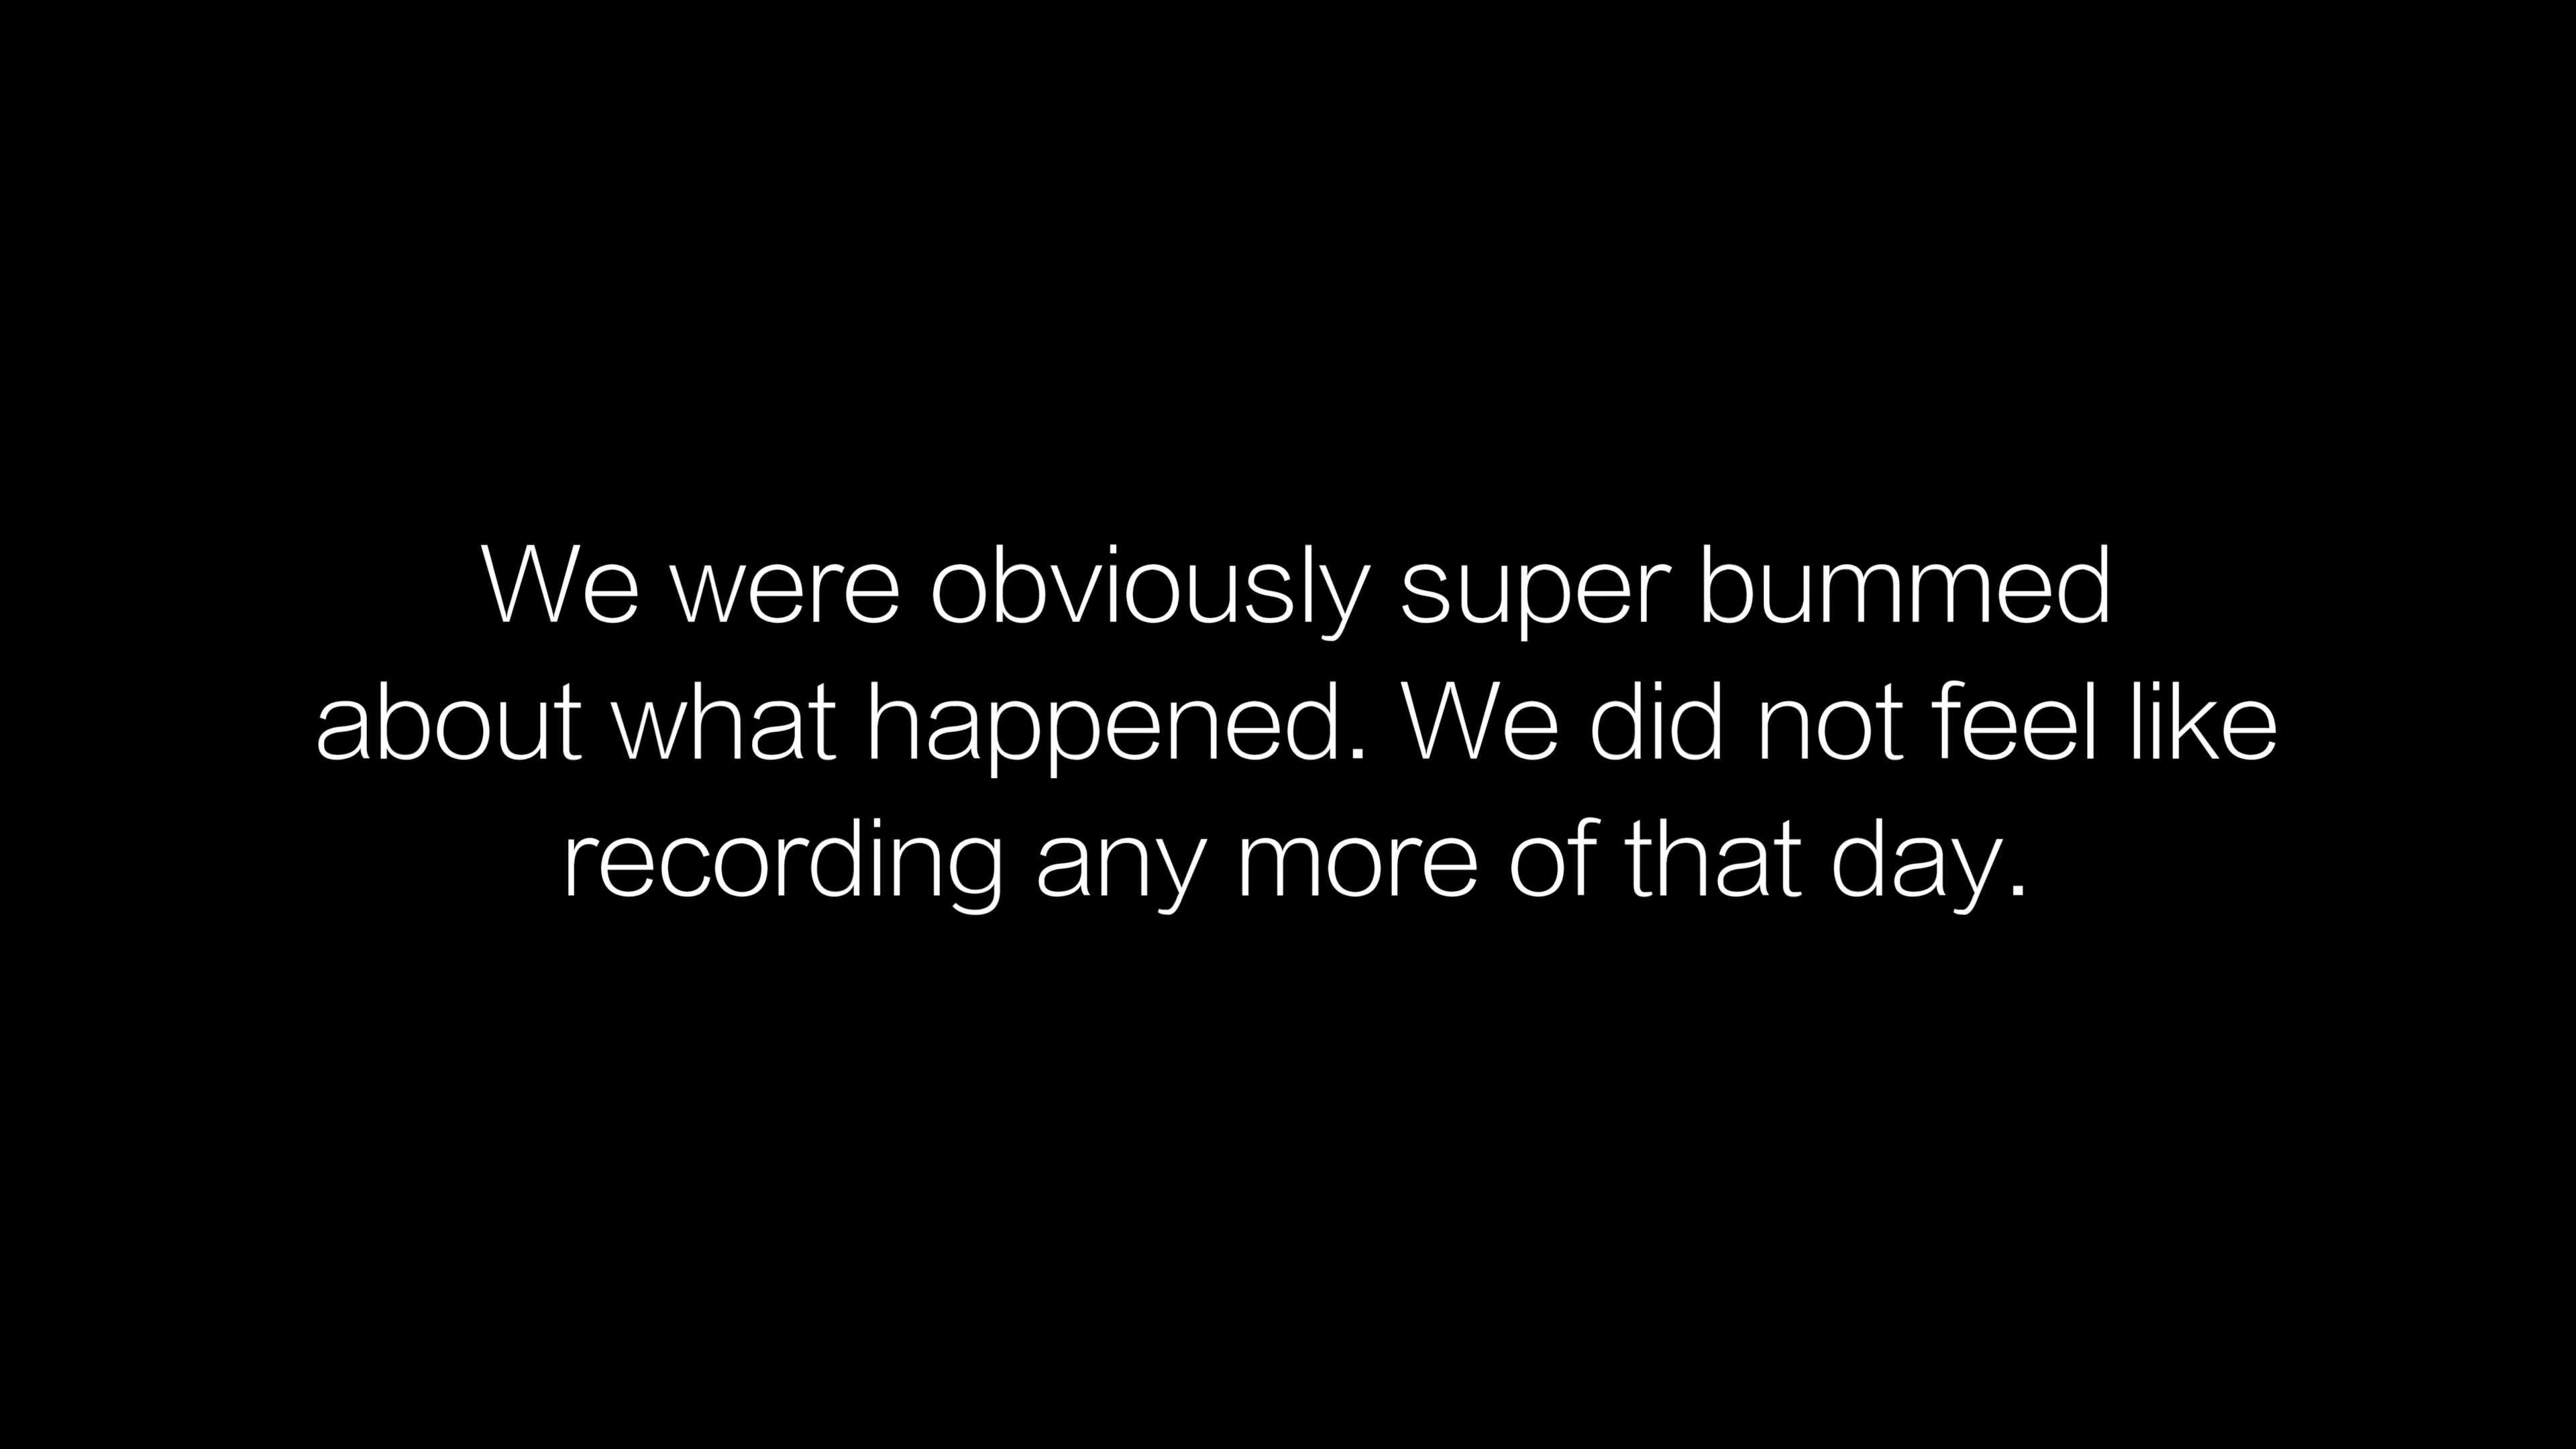 We were obviously super bummed
about what happened. We did not feel like
recording any more of that day.